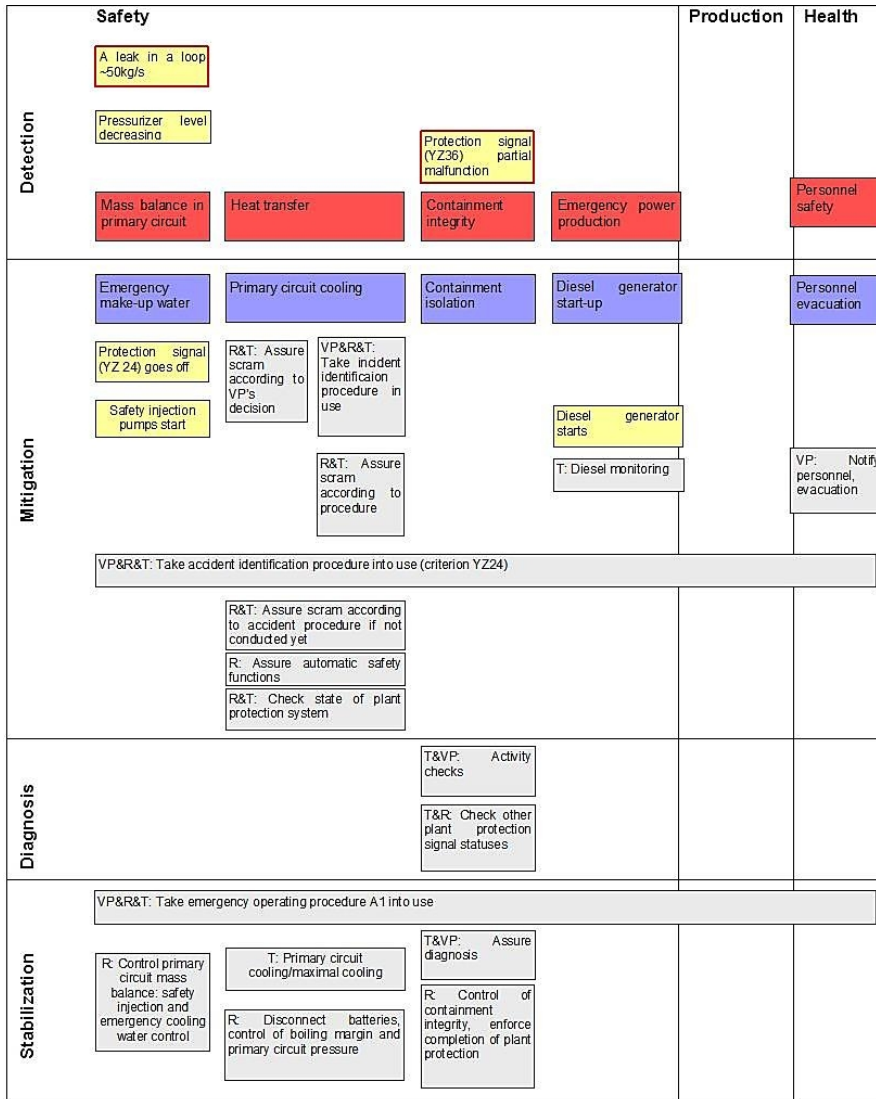 Safety
Production
Health
Detection
A leak in a loop
~50kg/s
Pressurizer level
decreasing
Protection signal
(YZ36) partial
malfunction
Mass balance in
primary circuit
Heat transfer
Containment
integrity
Emergency power
production
Personnel
safety
Mitigation
Emergency
make-up water
Primary circuit cooling
Containment
isolation
Diesel generator
start-up
Personnel
evacuation
Protection signal
(YZ 24) goes off
R&T: Assure
scram
according to
VP's
decision
VP&R&T:
Take incident
identificaion
procedure in
use
Safety injection
pumps start
Diesel generator
starts
R&T: Assure
scram
according to
procedure
T: Diesel monitoring
VP: Notify
personnel,
evacuation
VP&R&T: Take accident identification procedure into use (criterion YZ24)
R&T: Assure scram according
to accident procedure if not
conducted yet
R: Assure automatic safety
functions
R&T: Check state of plant
protection system
Diagnosis
T&VP: Activity
checks
T&R: Check other
plant protection
signal statuses
Stabilization
VP&R&T: Take emergency operating procedure A1 into use
R: Control primary
circuit mass
balance: safety
injection and
emergency cooling
water control
T: Primary circuit
cooling/maximal cooling
T&VP: Assure
diagnosis
R: Disconnect batteries,
control of boiling margin and
primary circuit pressure
R: Control of
containment
integrity, enforce
completion of plant
protection